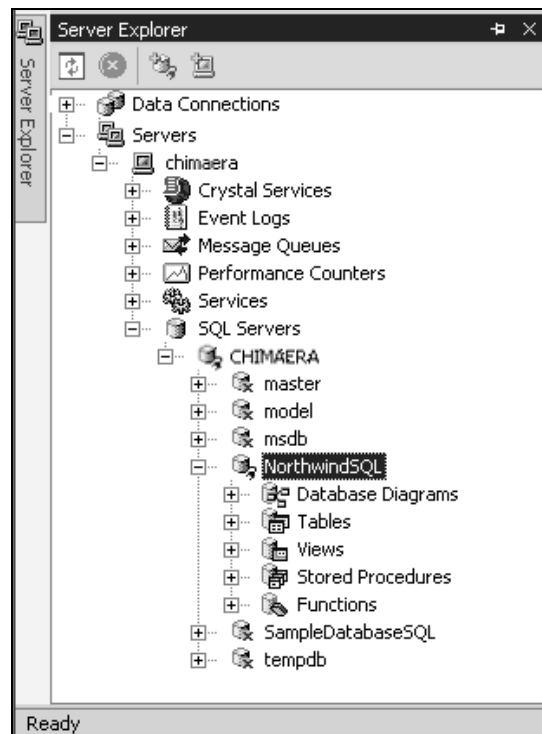 Server Explorer
Server Explorer
Data Connections
Servers
chimaera
Crystal Services
Event Logs
Message Queues
Performance Counters
Services
SQL Servers
CHIMAERA
master
model
msdb
NorthwindSQL
Database Diagrams
Tables
Views
Stored Procedures
Functions
SampleDatabaseSQL
tempdb
Ready